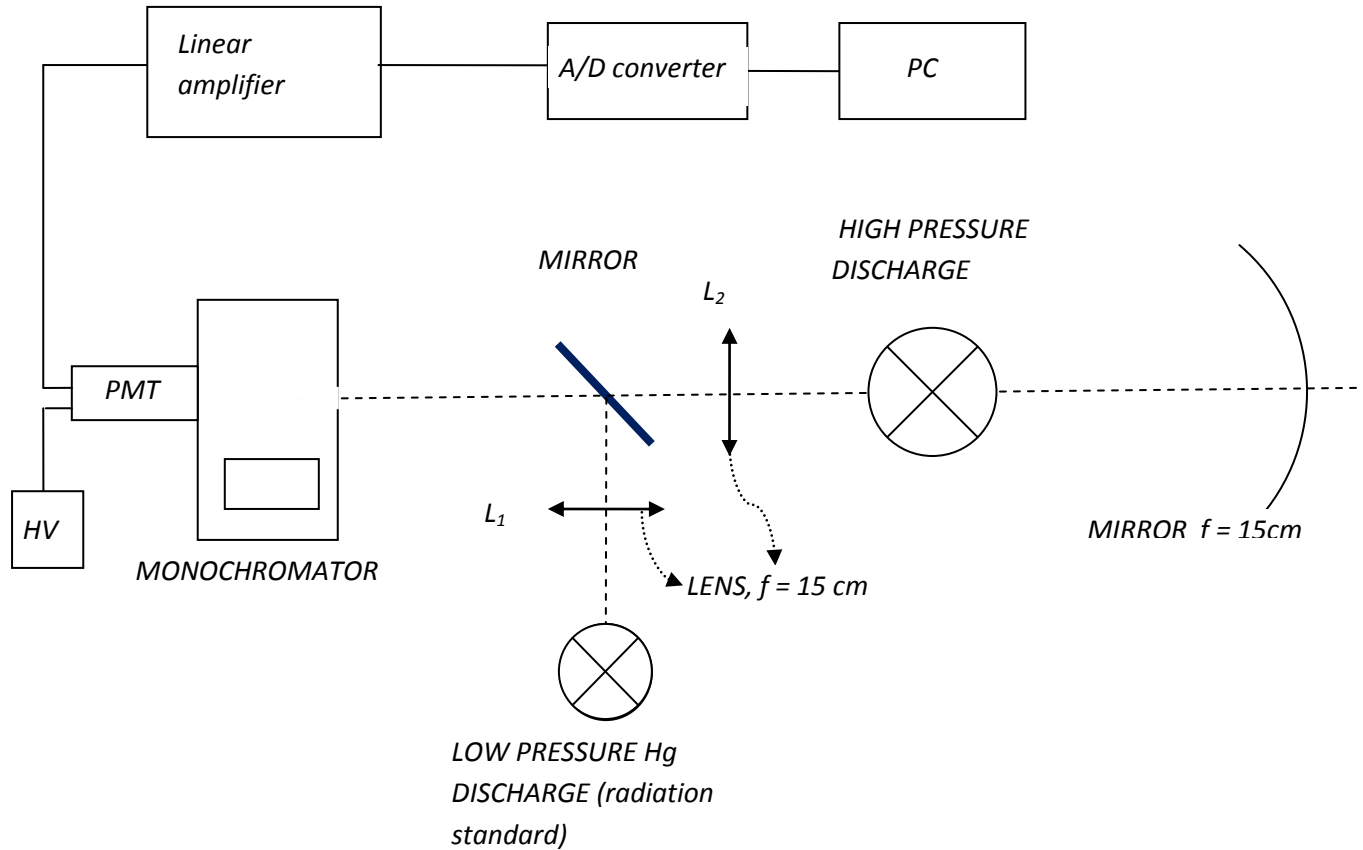 Linear
amplifier
A/D converter
PC
HIGH PRESSURE
DISCHARGE
MIRROR
L₂
PMT
HV
L₁
MONOCHROMATOR
LENS, f = 15 cm
MIRROR f = 15cm
LOW PRESSURE Hg
DISCHARGE (radiation
standard)